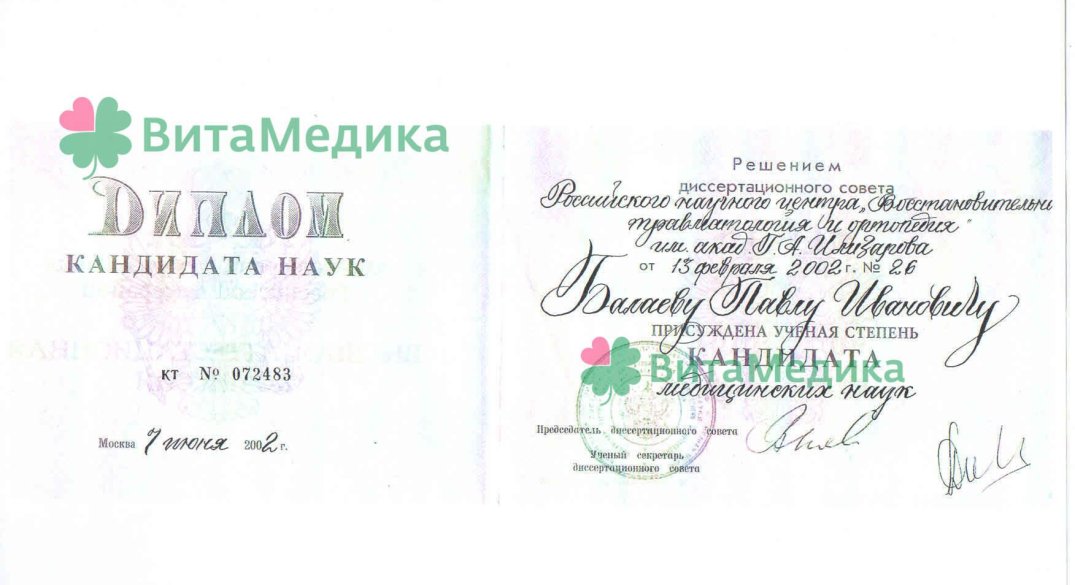 ВитаМедика
ДИПЛОМ
КАНДИДАТА НАУК
КТ № 072483
Москва 7 июня 2002 г.
Решением
диссертационного совета
Российского научного центра „Восстановительн
травматология и ортопедия"
им. акад. Г. А. Илизарова
от 13 февраля 2002 г. № 26
Балаеву Павлу Ивановичу
ПРИСУЖДЕНА УЧЕНАЯ СТЕПЕНЬ
КАНДИДАТА
ВитаМедика
медицинских наук
Председатель диссертационного совета
Ученый секретарь
диссертационного совета